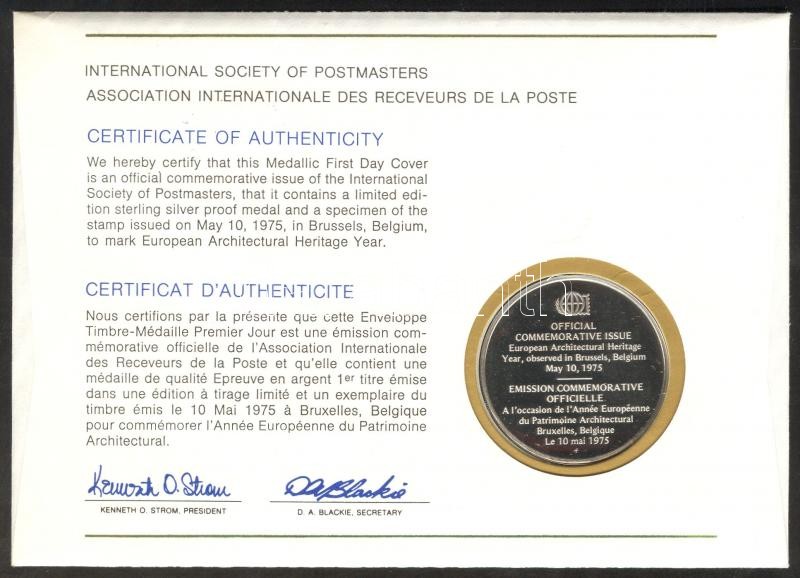 INTERNATIONAL SOCIETY OF POSTMASTERS
ASSOCIATION INTERNATIONALE DES RECEVEURS DE LA POSTE
CERTIFICATE OF AUTHENTICITY
We hereby certify that this Medallic First Day Cover
is an official commemorative issue of the International
Society of Postmasters, that it contains a limited edi-
tion sterling silver proof medal and a specimen of the
stamp issued on May 10, 1975, in Brussels, Belgium,
to mark European Architectural Heritage Year.
CERTIFICAT D'AUTHENTICITE
Nous certifions par la présente que cette Enveloppe
Timbre-Médaille Premier Jour est une émission com-
mémorative officielle de l'Association Internationale
des Receveurs de la Poste et qu'elle contient une
médaille de qualité Epreuve en argent 1er titre émise
dans une édition à tirage limité et un exemplaire du
timbre émis le 10 Mai 1975 à Bruxelles, Belgique
pour commémorer l'Année Européenne du Patrimoine
Architectural.
Kenneth O. Strom
KENNETH O. STROM, PRESIDENT
D A Blackie
D. A. BLACKIE, SECRETARY
OFFICIAL
COMMEMORATIVE ISSUE
European Architectural Heritage
Year, observed in Brussels, Belgium
May 10, 1975
EMISSION COMMEMORATIVE
OFFICIELLE
A l'occasion de l'Année Européenne
du Patrimoine Architectural
Bruxelles, Belgique
Le 10 mai 1975